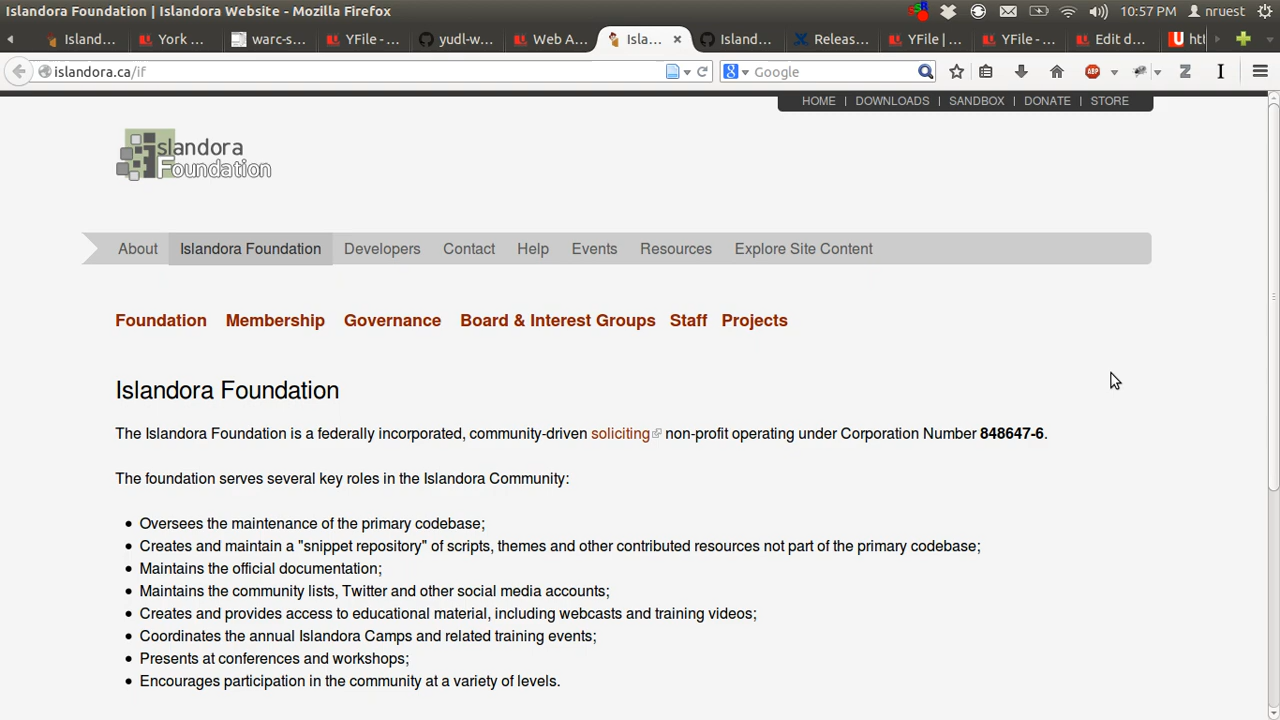 Islandora Foundation | Islandora Website - Mozilla Firefox
10:57 PM nruest
Island...
York ...
warc-s...
YFile - ...
yudl-w...
Web A...
Isla...
Island...
Releas...
YFile | ...
YFile - ...
Edit d...
htt
islandora.ca/if
Google
ABP
HOME | DOWNLOADS | SANDBOX | DONATE | STORE
Islandora
Foundation
About Islandora Foundation Developers Contact Help Events Resources Explore Site Content
Foundation Membership Governance Board & Interest Groups Staff Projects
Islandora Foundation
The Islandora Foundation is a federally incorporated, community-driven soliciting non-profit operating under Corporation Number 848647-6.
The foundation serves several key roles in the Islandora Community:
• Oversees the maintenance of the primary codebase;
• Creates and maintain a "snippet repository" of scripts, themes and other contributed resources not part of the primary codebase;
• Maintains the official documentation;
• Maintains the community lists, Twitter and other social media accounts;
• Creates and provides access to educational material, including webcasts and training videos;
• Coordinates the annual Islandora Camps and related training events;
• Presents at conferences and workshops;
• Encourages participation in the community at a variety of levels.